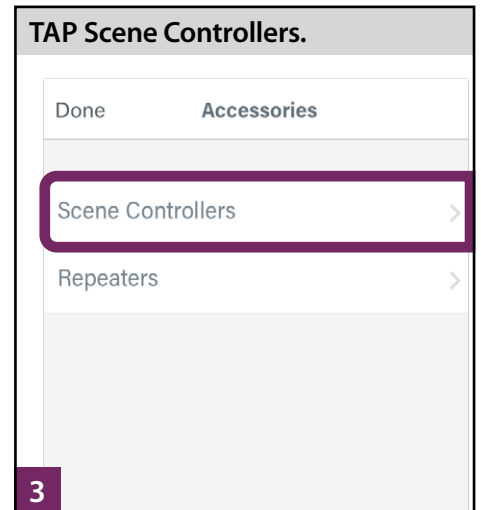 TAP Scene Controllers.
Done Accessories
Scene Controllers
Repeaters
3